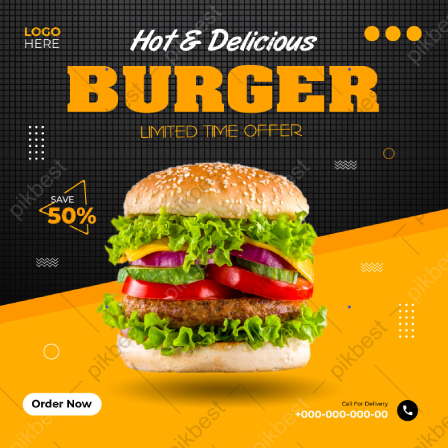 LOGO
HERE
Hot & Delicious
BURGER
LIMITED TIME OFFER
SAVE
50%
Order Now
Call For Delivery
+000-000-000-00
pikbest